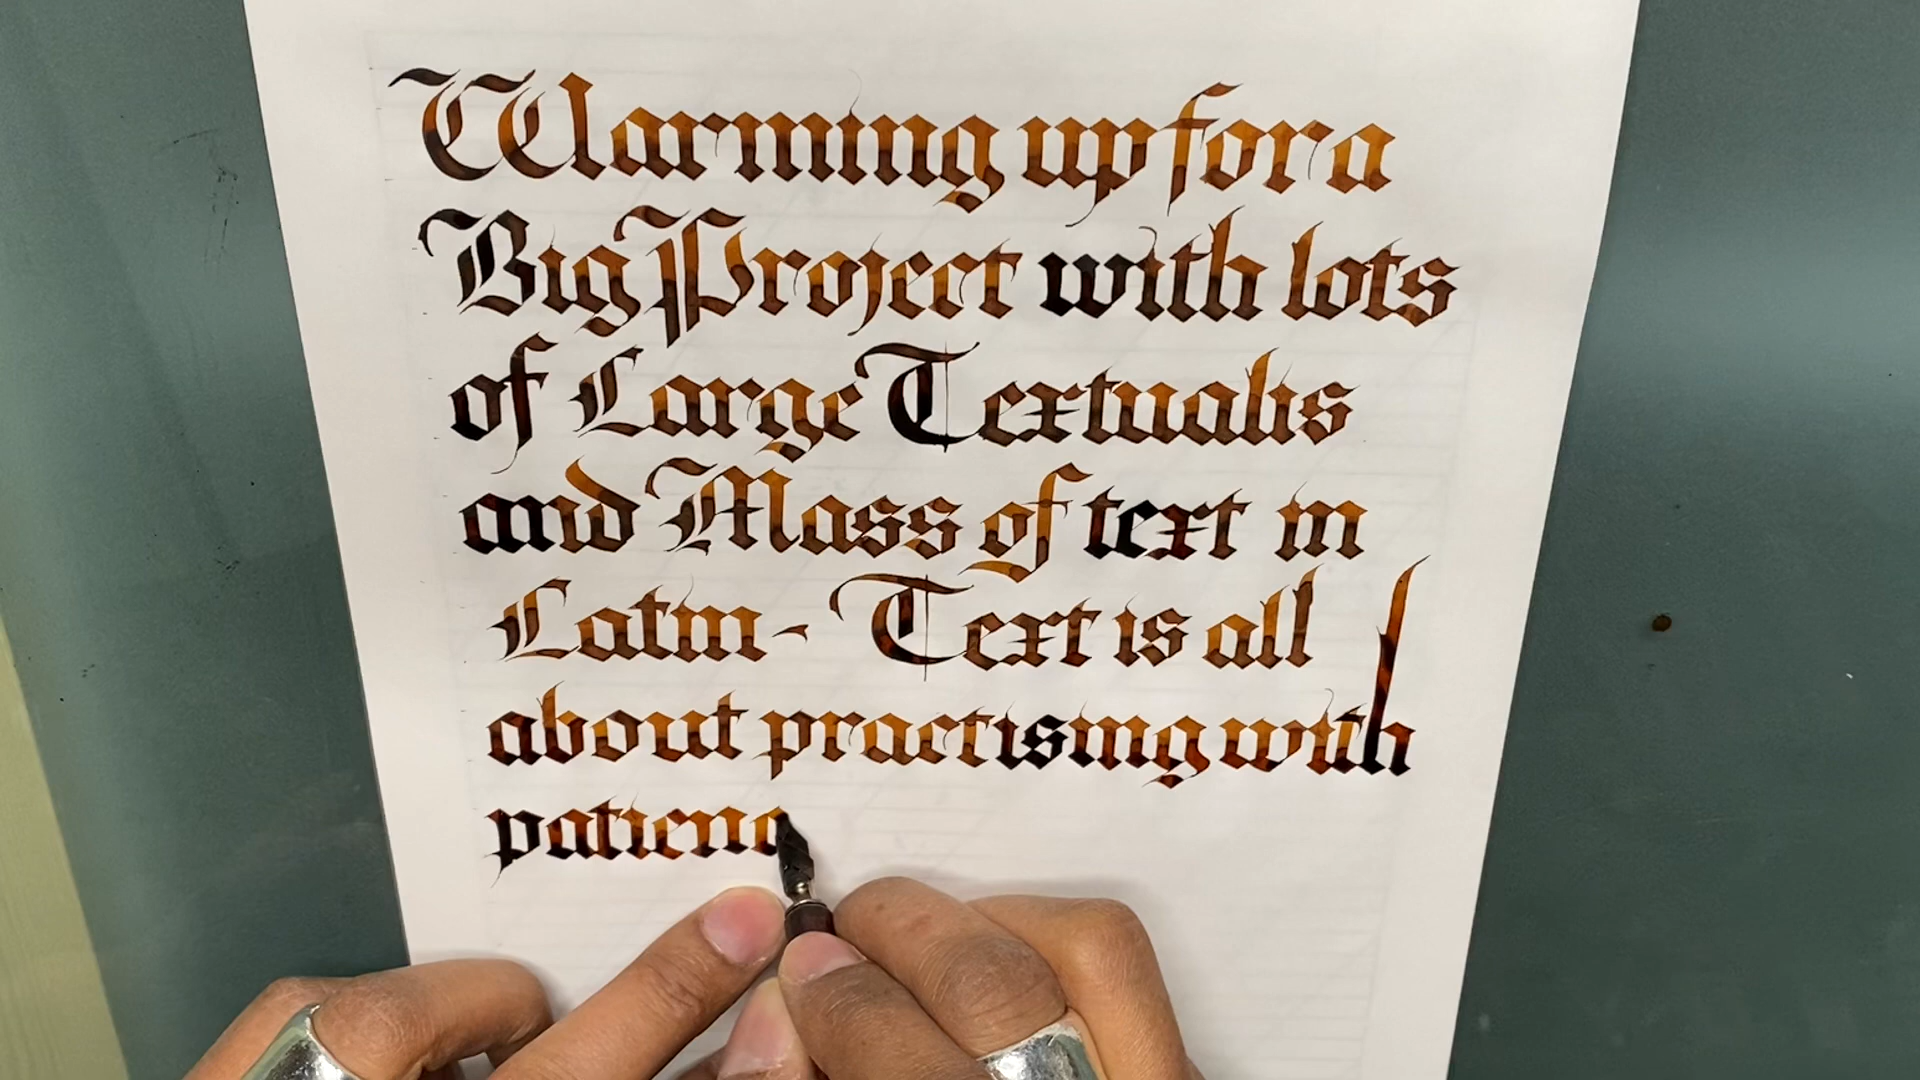 Warming up for a
Big Project with lots
of Large Textualis
and Mass of text in
Latin - Text is all
about practising with
patienc